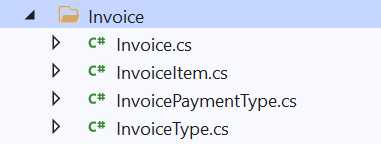 Invoice
C# Invoice.cs
C# InvoiceItem.cs
C# InvoicePaymentType.cs
C# InvoiceType.cs